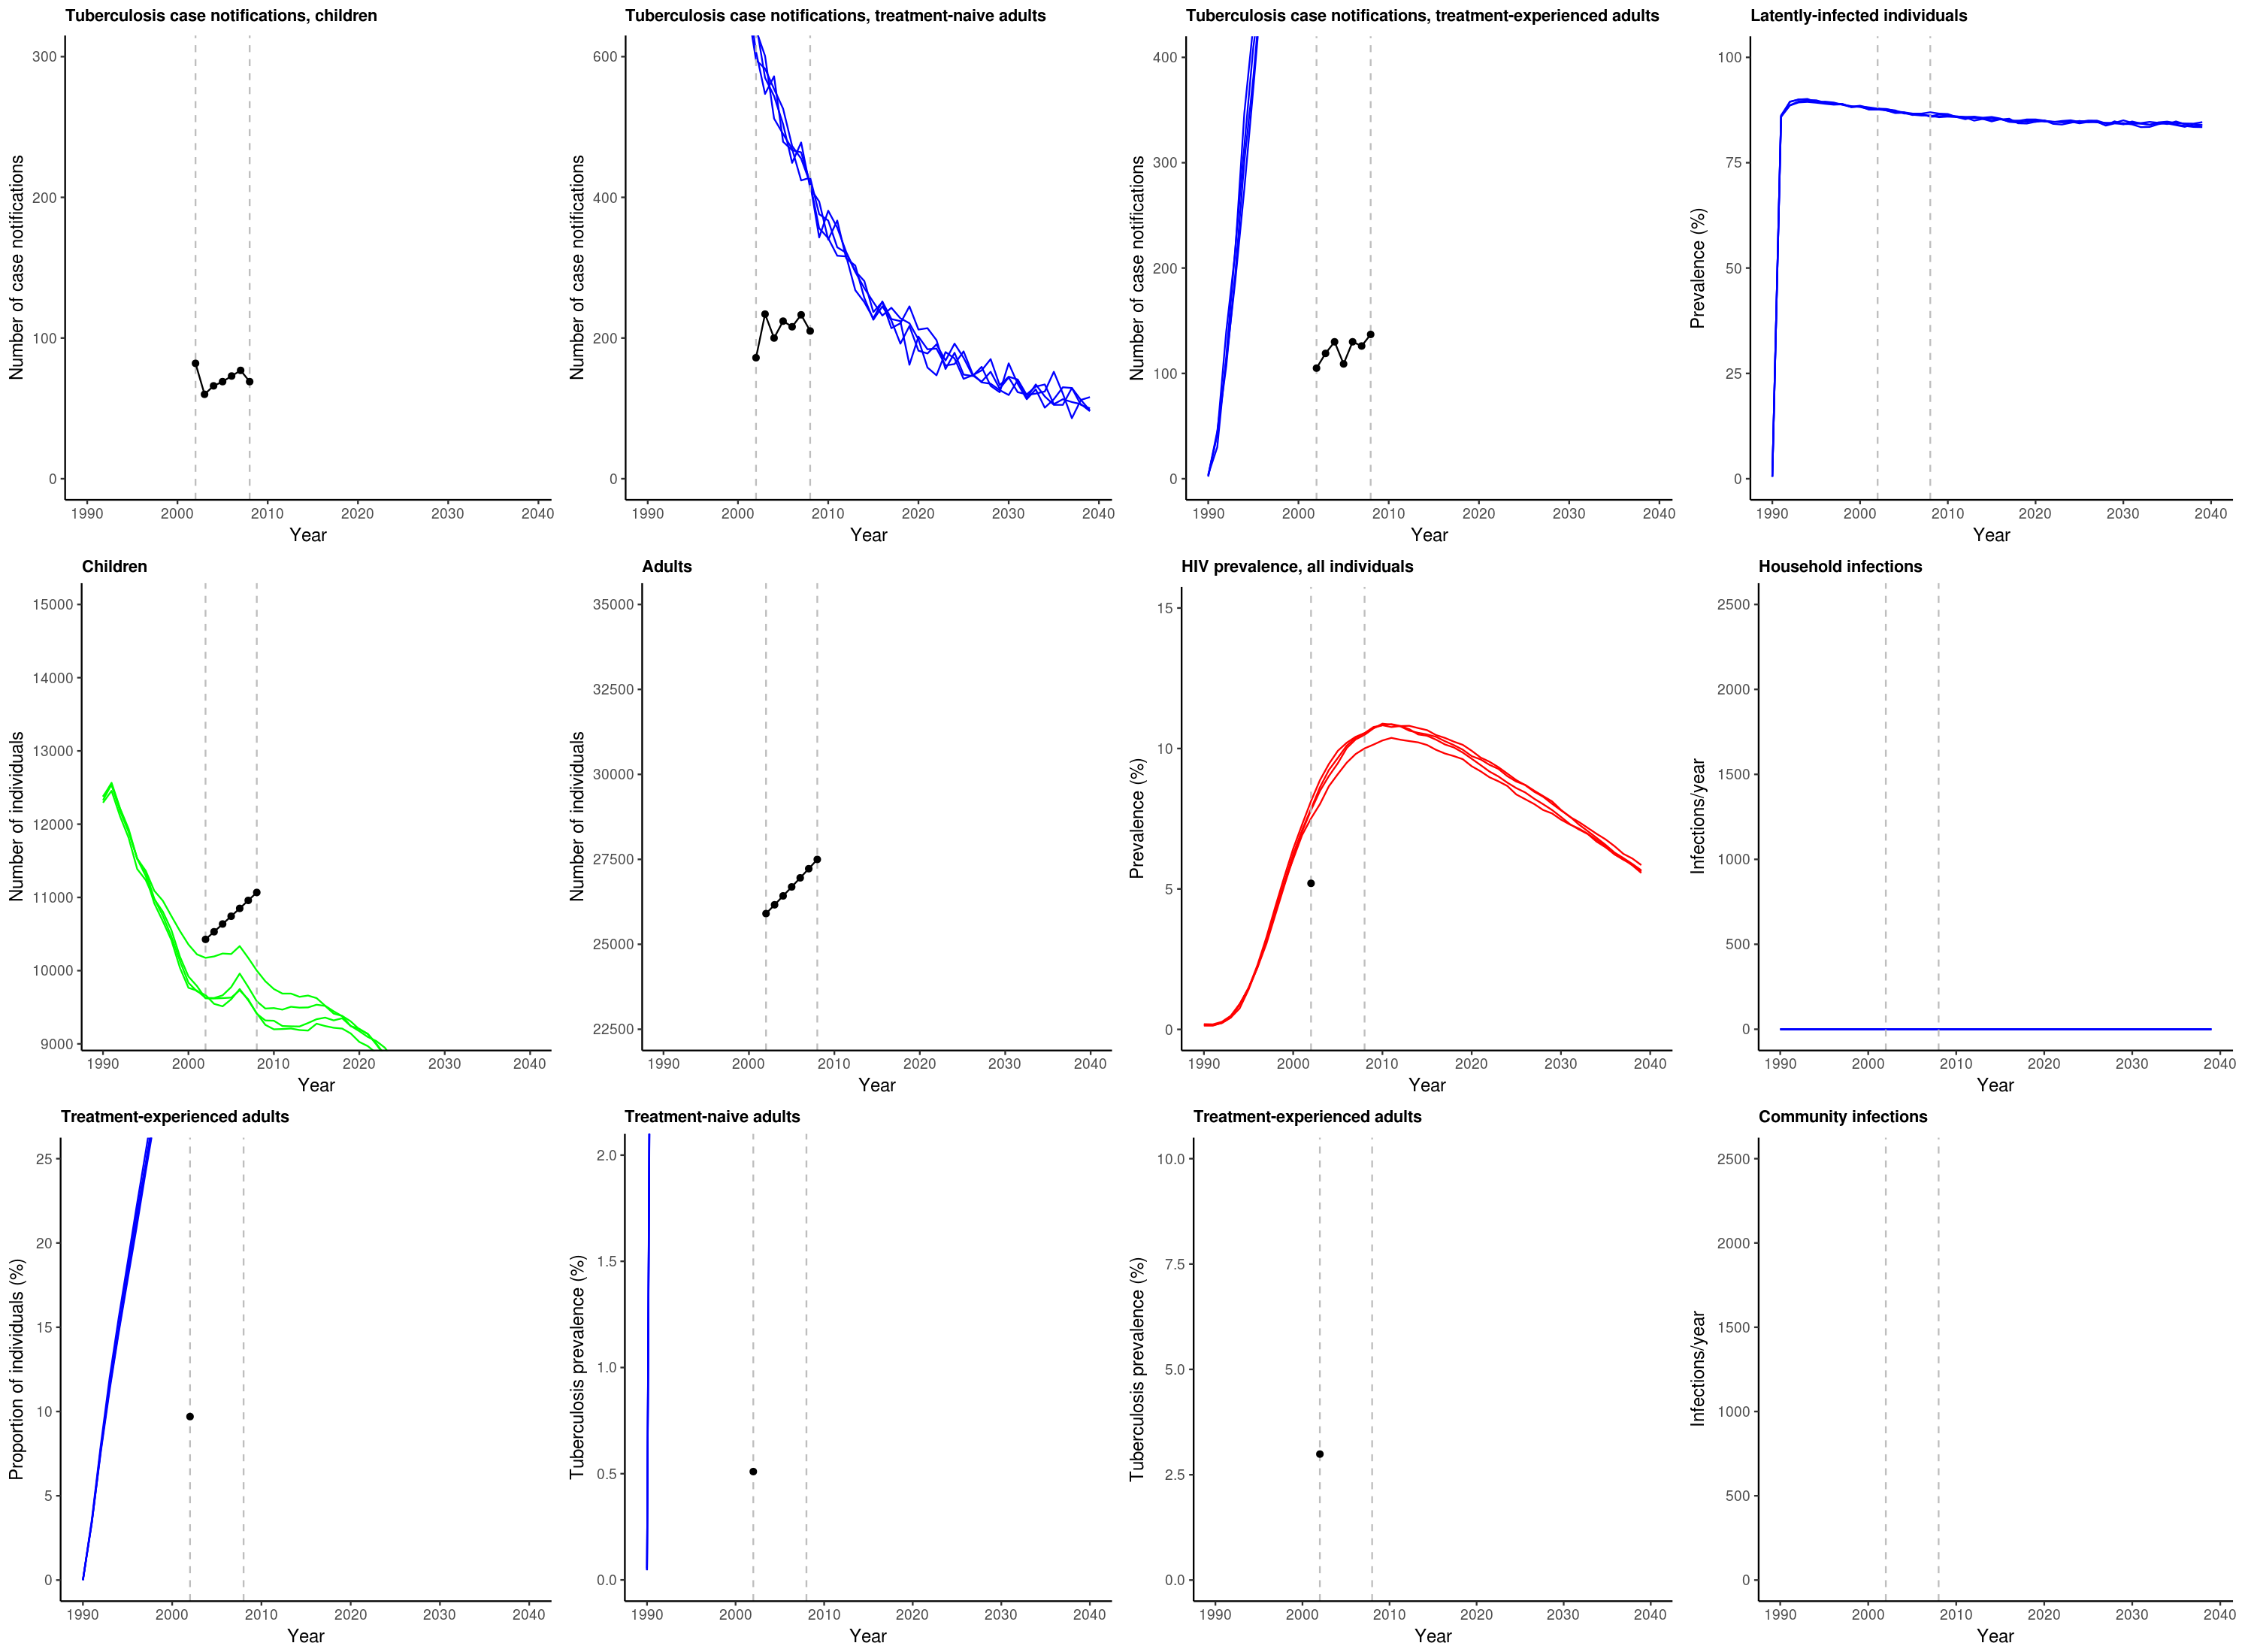 Tuberculosis case notifications, children
Number of case notifications
300
200
100
0
1990 2000 2010 2020 2030 2040
Year
Tuberculosis case notifications, treatment-naive adults
Number of case notifications
600
400
200
0
1990 2000 2010 2020 2030 2040
Year
Tuberculosis case notifications, treatment-experienced adults
Number of case notifications
400
300
200
100
0
1990 2000 2010 2020 2030 2040
Year
Latently-infected individuals
Prevalence (%)
100
75
50
25
0
1990 2000 2010 2020 2030 2040
Year
Children
Number of individuals
15000
14000
13000
12000
11000
10000
9000
1990 2000 2010 2020 2030 2040
Year
Adults
Number of individuals
35000
32500
30000
27500
25000
22500
1990 2000 2010 2020 2030 2040
Year
HIV prevalence, all individuals
Prevalence (%)
15
10
5
0
1990 2000 2010 2020 2030 2040
Year
Household infections
Infections/year
2500
2000
1500
1000
500
0
1990 2000 2010 2020 2030 2040
Year
Treatment-experienced adults
Proportion of individuals (%)
25
20
15
10
5
0
1990 2000 2010 2020 2030 2040
Year
Treatment-naive adults
Tuberculosis prevalence (%)
2.0
1.5
1.0
0.5
0.0
1990 2000 2010 2020 2030 2040
Year
Treatment-experienced adults
Tuberculosis prevalence (%)
10.0
7.5
5.0
2.5
0.0
1990 2000 2010 2020 2030 2040
Year
Community infections
Infections/year
2500
2000
1500
1000
500
0
1990 2000 2010 2020 2030 2040
Year